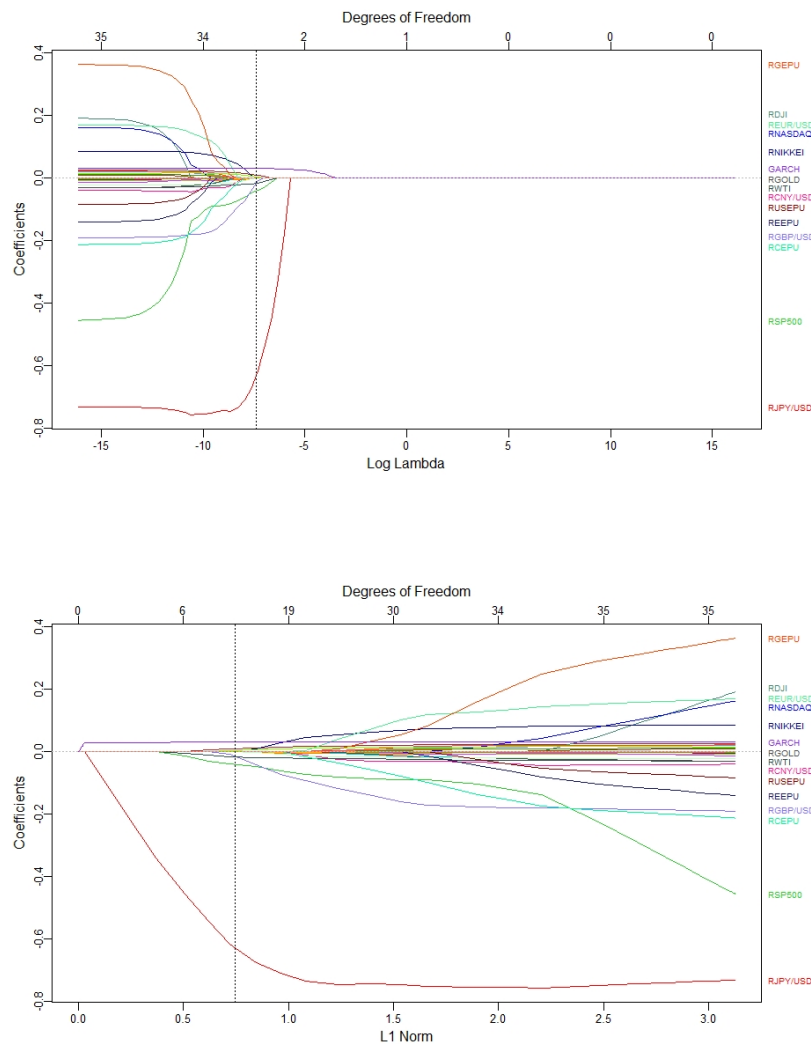 Degrees of Freedom
35 34 2 1 0 0 0
0.4
0.2
0.0
-0.2
-0.4
-0.6
-0.8
Coefficients
RGEPU
RDJI
REUR/USD
RNASDAQ
RNIKKEI
GARCH
RGOLD
RWTI
RCNY/USD
RUSEPU
REEPU
RGBP/USD
RCEPU
RSP500
RJPY/USD
-15 -10 -5 0 5 10 15
Log Lambda
Degrees of Freedom
0 6 19 30 34 35 35
0.4
0.2
0.0
-0.2
-0.4
-0.6
-0.8
Coefficients
RGEPU
RDJI
REUR/USD
RNASDAQ
RNIKKEI
GARCH
RGOLD
RWTI
RCNY/USD
RUSEPU
REEPU
RGBP/USD
RCEPU
RSP500
RJPY/USD
0.0 0.5 1.0 1.5 2.0 2.5 3.0
L1 Norm